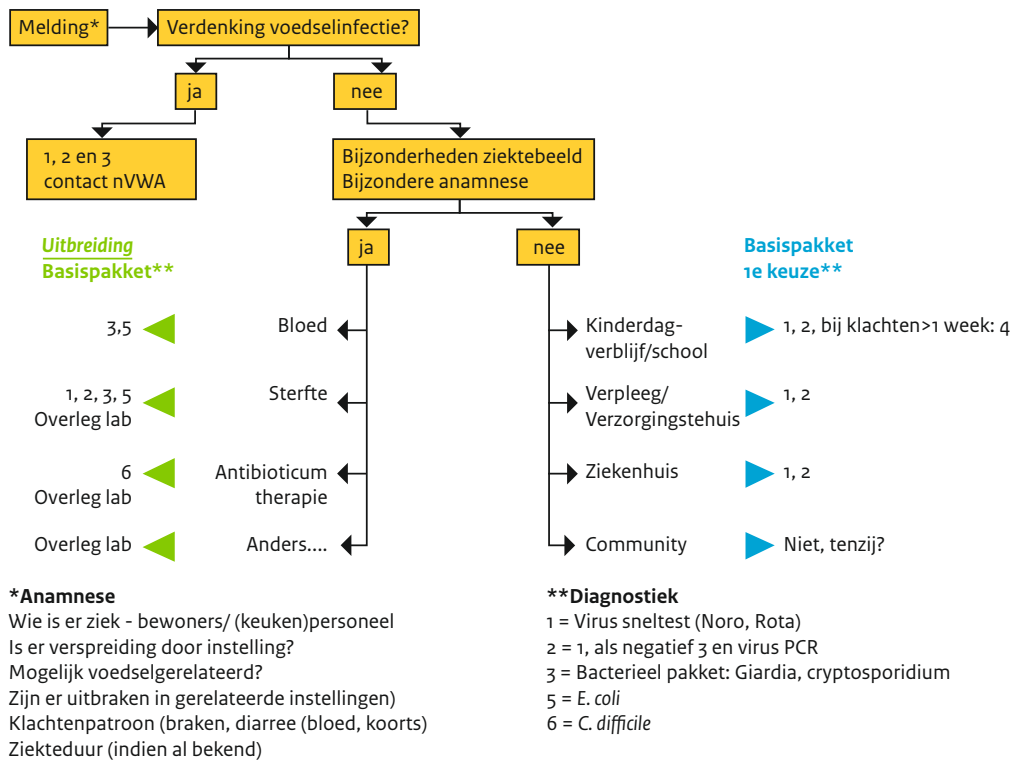 Melding*
Verdenking voedselinfectie?
ja
nee
1, 2 en 3
contact nVWA
Bijzonderheden ziektebeeld
Bijzondere anamnese
ja
nee
Uitbreiding
Basispakket**
Basispakket
1e keuze**
3,5
Bloed
Kinderdag-
verblijf/school
1, 2, bij klachten>1 week: 4
1, 2, 3, 5
Overleg lab
Sterfte
Verpleeg/
Verzorgingstehuis
1, 2
6
Overleg lab
Antibioticum
therapie
Ziekenhuis
1, 2
Overleg lab
Anders....
Community
Niet, tenzij?
*Anamnese
Wie is er ziek - bewoners/ (keuken)personeel
Is er verspreiding door instelling?
Mogelijk voedselgerelateerd?
Zijn er uitbraken in gerelateerde instellingen)
Klachtenpatroon (braken, diarree (bloed, koorts)
Ziekteduur (indien al bekend)
**Diagnostiek
1 = Virus sneltest (Noro, Rota)
2 = 1, als negatief 3 en virus PCR
3 = Bacterieel pakket: Giardia, cryptosporidium
5 = E. coli
6 = C. difficile